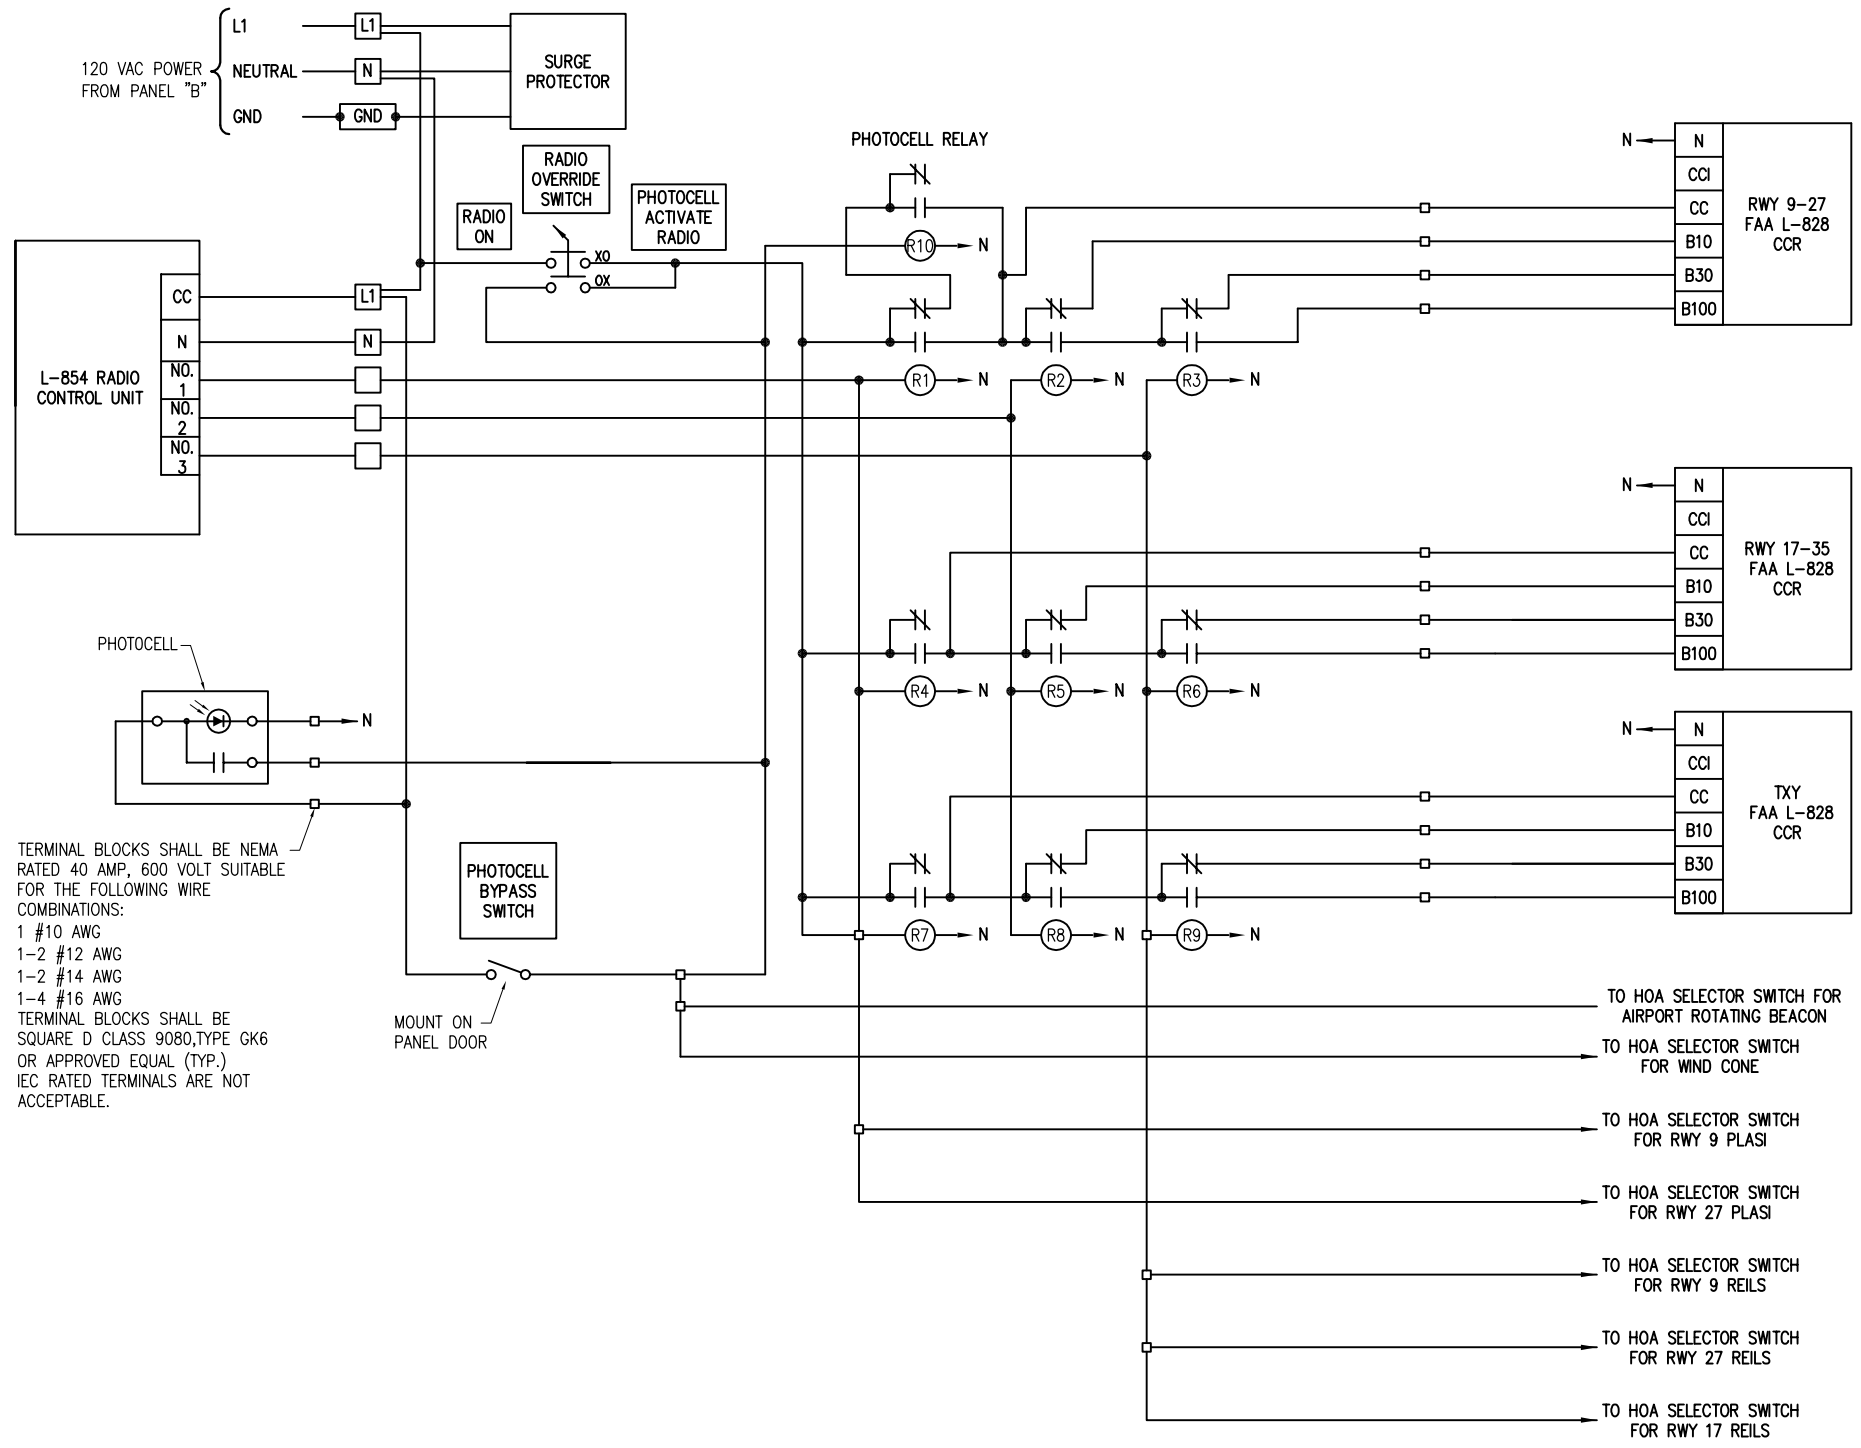 L1
NEUTRAL
GND
120 VAC POWER
FROM PANEL "B"
L1
N
GND
SURGE
PROTECTOR
RADIO
OVERRIDE
SWITCH
RADIO
ON
PHOTOCELL
ACTIVATE
RADIO
XO
OX
PHOTOCELL RELAY
R10
N
L-854 RADIO
CONTROL UNIT
CC
N
NO.
1
NO.
2
NO.
3
L1
N
R1
N
R2
N
R3
N
N
N
CCI
CC
B10
B30
B100
RWY 9-27
FAA L-828
CCR
N
N
CCI
CC
B10
B30
B100
RWY 17-35
FAA L-828
CCR
R4
N
R5
N
R6
N
N
N
CCI
CC
B10
B30
B100
TXY
FAA L-828
CCR
R7
N
R8
N
R9
N
PHOTOCELL
N
TERMINAL BLOCKS SHALL BE NEMA
RATED 40 AMP, 600 VOLT SUITABLE
FOR THE FOLLOWING WIRE
COMBINATIONS:
1 #10 AWG
1-2 #12 AWG
1-2 #14 AWG
1-4 #16 AWG
TERMINAL BLOCKS SHALL BE
SQUARE D CLASS 9080,TYPE GK6
OR APPROVED EQUAL (TYP.)
IEC RATED TERMINALS ARE NOT
ACCEPTABLE.
PHOTOCELL
BYPASS
SWITCH
MOUNT ON
PANEL DOOR
TO HOA SELECTOR SWITCH FOR
AIRPORT ROTATING BEACON
TO HOA SELECTOR SWITCH
FOR WIND CONE
TO HOA SELECTOR SWITCH
FOR RWY 9 PLASI
TO HOA SELECTOR SWITCH
FOR RWY 27 PLASI
TO HOA SELECTOR SWITCH
FOR RWY 9 REILS
TO HOA SELECTOR SWITCH
FOR RWY 27 REILS
TO HOA SELECTOR SWITCH
FOR RWY 17 REILS